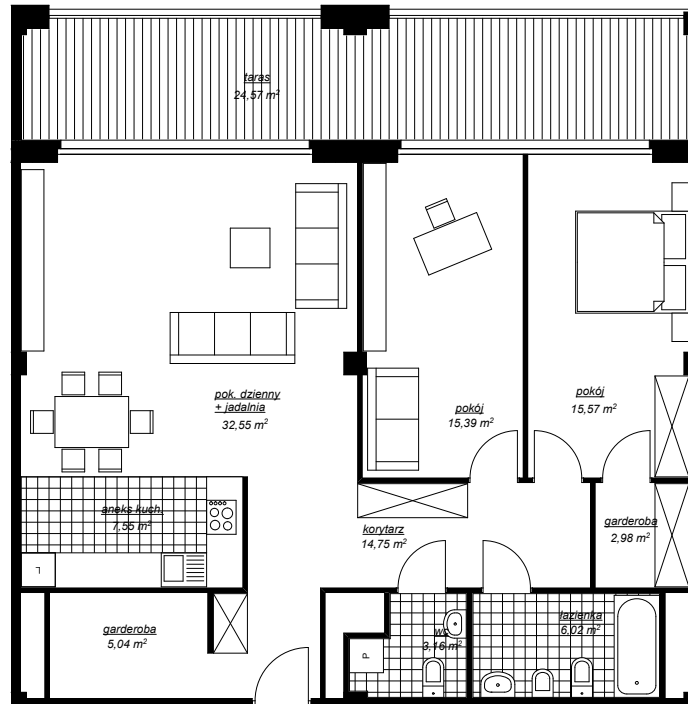 taras
24,57 m²
pok. dzienny
+ jadalnia
32,55 m²
pokój
15,39 m²
pokój
15,57 m²
aneks kuch.
7,55 m²
korytarz
14,75 m²
garderoba
2,98 m²
garderoba
5,04 m²
wc
3,16 m²
łazienka
6,02 m²
L
P